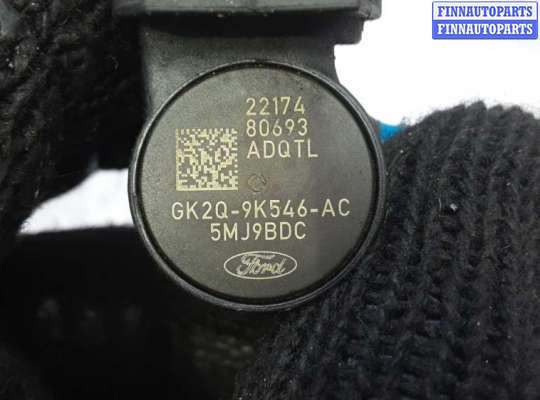 FINNAUTOPARTS
FINNAUTOPARTS
22174
80693
ADQTL
GK2Q-9K546-AC
5MJ9BDC
Ford